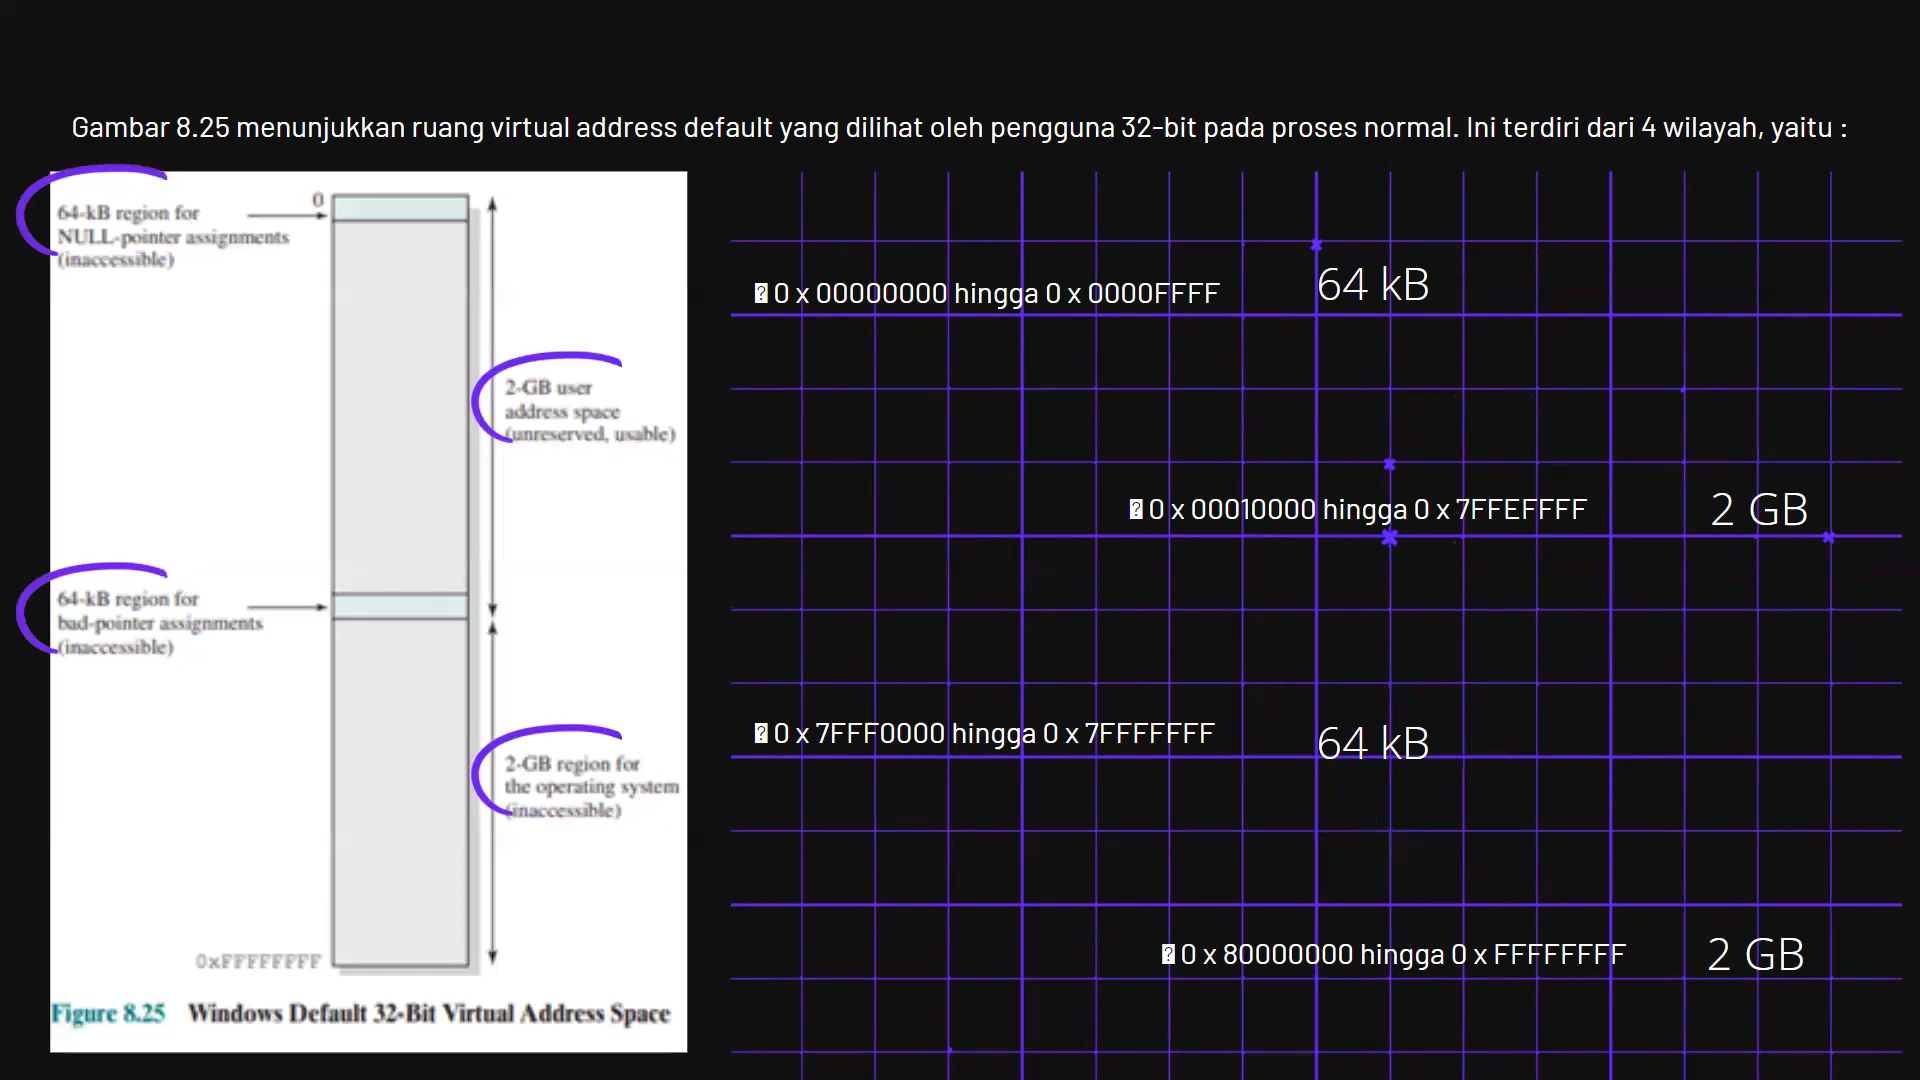 Gambar 8.25 menunjukkan ruang virtual address default yang dilihat oleh pengguna 32-bit pada proses normal. Ini terdiri dari 4 wilayah, yaitu :
0
64-kB region for
NULL-pointer assignments
(inaccessible)
2-GB user
address space
(unreserved, usable)
64-kB region for
bad-pointer assignments
(inaccessible)
2-GB region for
the operating system
(inaccessible)
0xFFFFFFFF
Figure 8.25 Windows Default 32-Bit Virtual Address Space
0 x 00000000 hingga 0 x 0000FFFF 64 kB
0 x 00010000 hingga 0 x 7FFEFFFF 2 GB
0 x 7FFF0000 hingga 0 x 7FFFFFFF 64 kB
0 x 80000000 hingga 0 x FFFFFFFF 2 GB